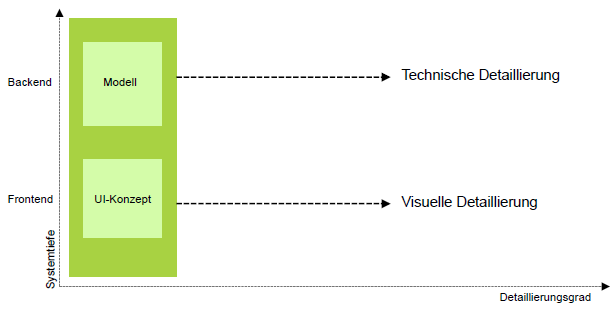 Backend
Modell
Technische Detaillierung
Frontend
UI-Konzept
Visuelle Detaillierung
Systemtiefe
Detaillierungsgrad